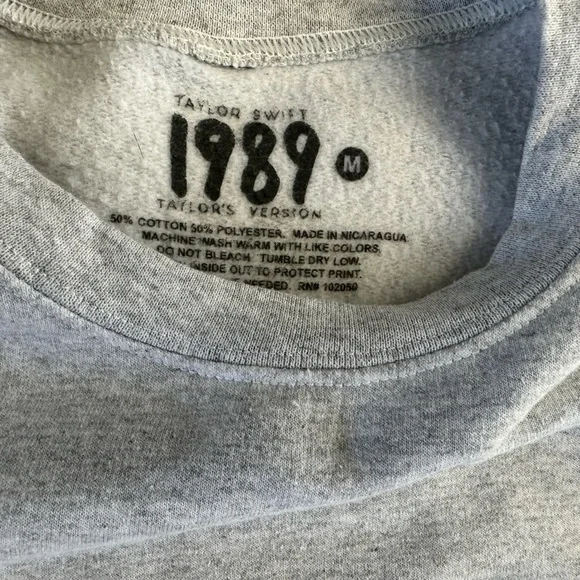 TAYLOR SWIFT
1989 M
TAYLOR'S VERSION
50% COTTON 50% POLYESTER. MADE IN NICARAGUA
MACHINE WASH WARM WITH LIKE COLORS.
DO NOT BLEACH. TUMBLE DRY LOW.
INSIDE OUT TO PROTECT PRINT.
NEEDED. RN# 102050